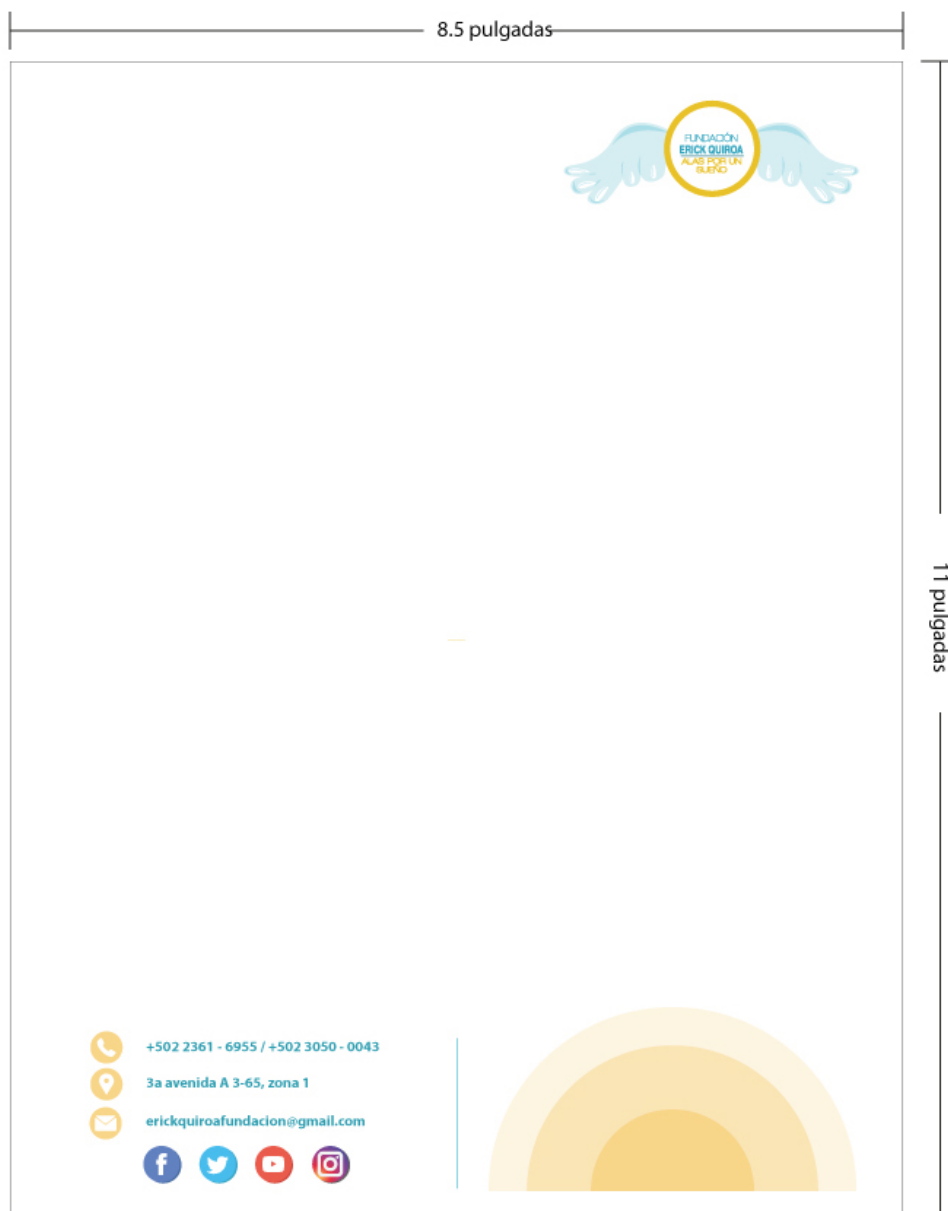 8.5 pulgadas
FUNDACIÓN
ERICK QUIROA
ALAS POR UN
SUEÑO
11 pulgadas
+502 2361 - 6955 / +502 3050 - 0043
3a avenida A 3-65, zona 1
erickquiroafundacion@gmail.com